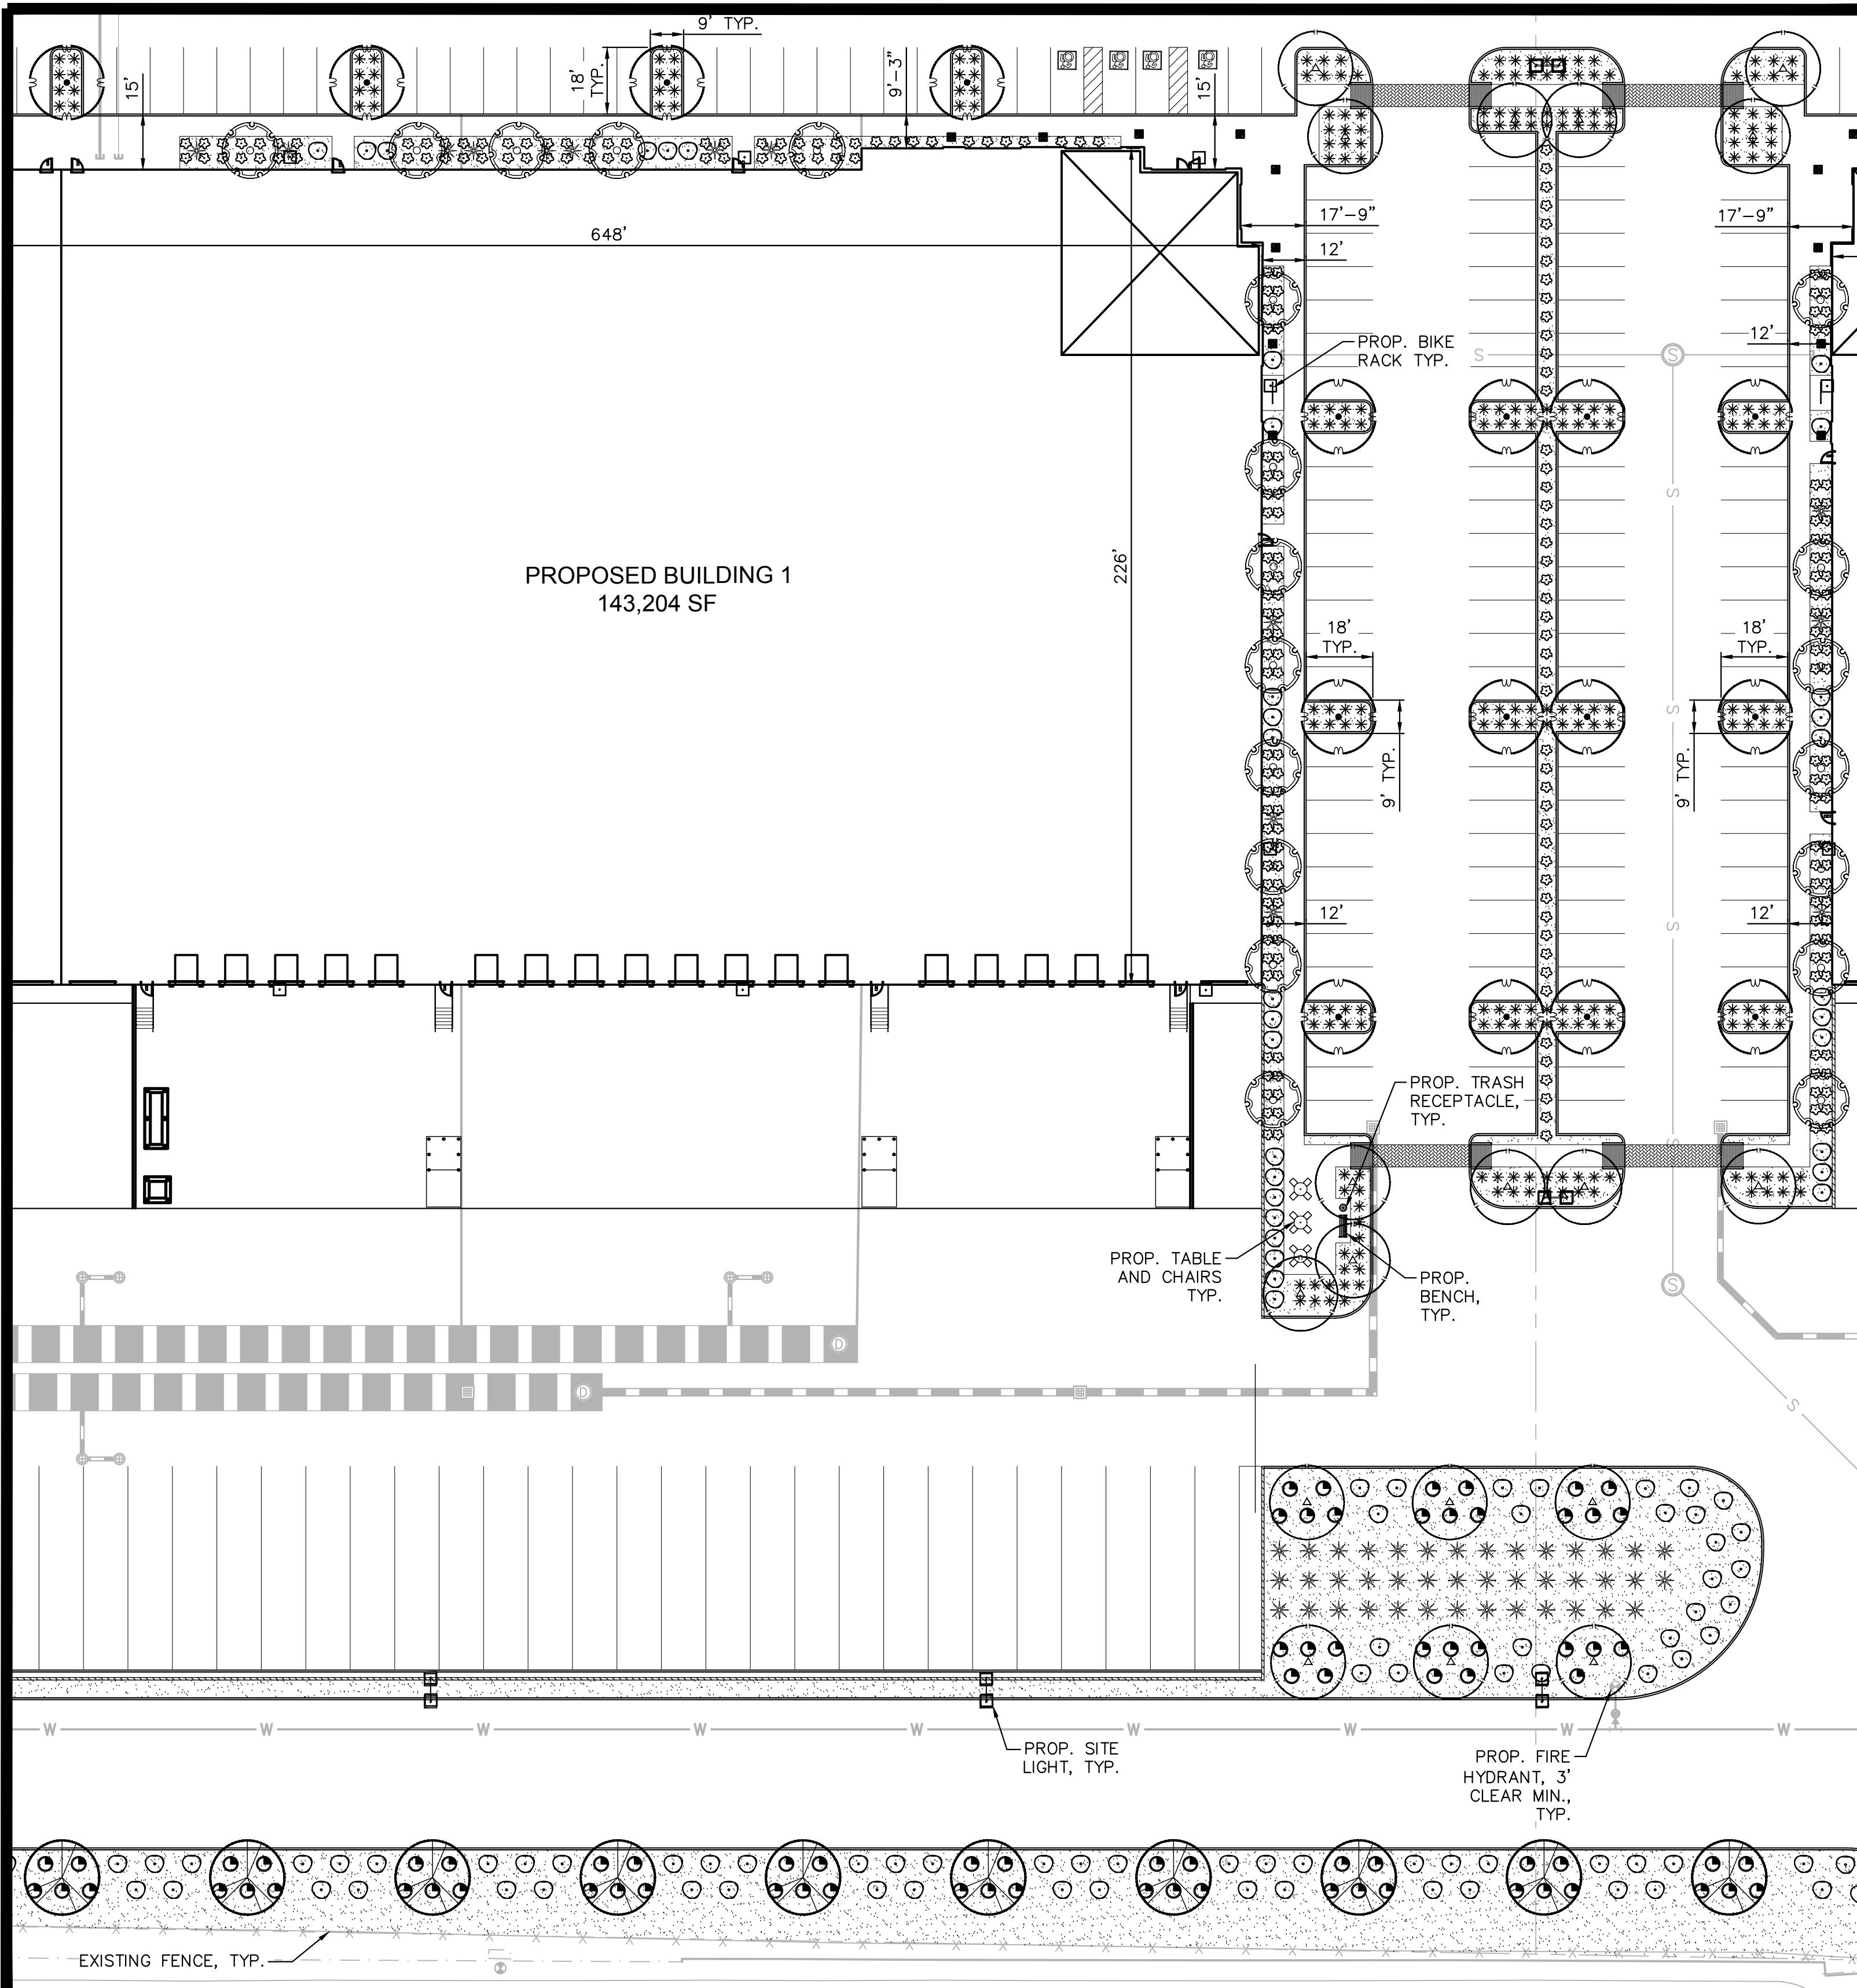 9' TYP.
18'
TYP.
15'
9'-3"
15'
648'
17'-9"
12'
17'-9"
12'
PROP. BIKE
RACK TYP.
S
S
S
PROPOSED BUILDING 1
143,204 SF
226'
18'
TYP.
18'
TYP.
S
9' TYP.
9' TYP.
12'
12'
S
PROP. TRASH
RECEPTACLE,
TYP.
S
PROP. TABLE
AND CHAIRS
TYP.
PROP.
BENCH,
TYP.
S
D
D
S
W W W W W W W W W
PROP. SITE
LIGHT, TYP.
PROP. FIRE
HYDRANT, 3'
CLEAR MIN.,
TYP.
EXISTING FENCE, TYP.